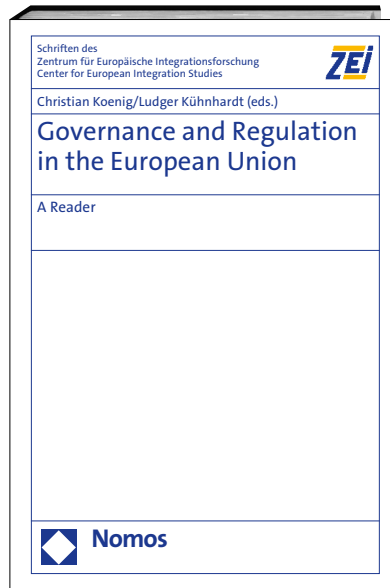 Schriften des
Zentrum für Europäische Integrationsforschung
Center for European Integration Studies
ZEI
Christian Koenig/Ludger Kühnhardt (eds.)
Governance and Regulation
in the European Union
A Reader
Nomos